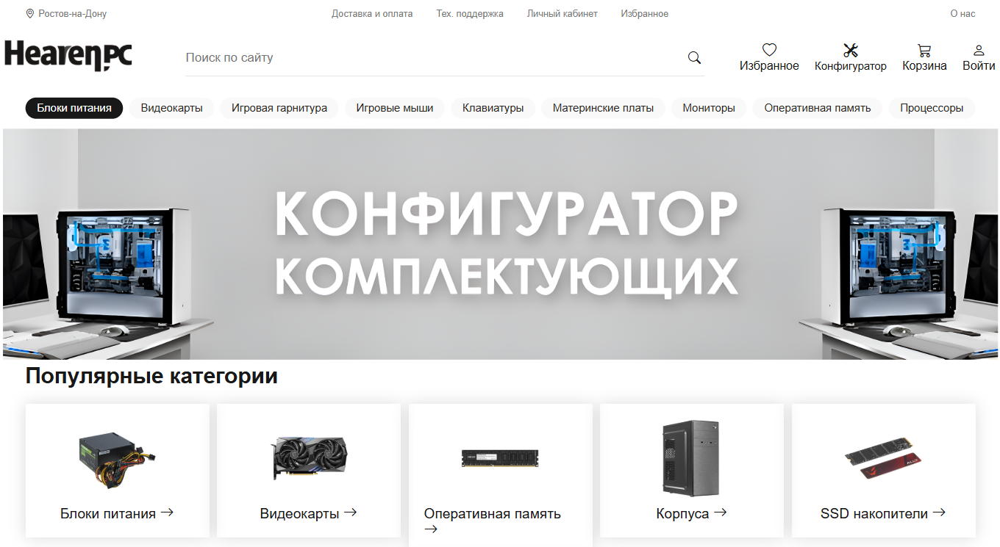 Ростов-на-Дону Доставка и оплата Тех. поддержка Личный кабинет Избранное О нас
HearenPC Поиск по сайту Избранное Конфигуратор Корзина Войти
Блоки питания Видеокарты Игровая гарнитура Игровые мыши Клавиатуры Материнские платы Мониторы Оперативная память Процессоры
КОНФИГУРАТОР
КОМПЛЕКТУЮЩИХ
Популярные категории
Блоки питания → Видеокарты → Оперативная память → Корпуса → SSD накопители →